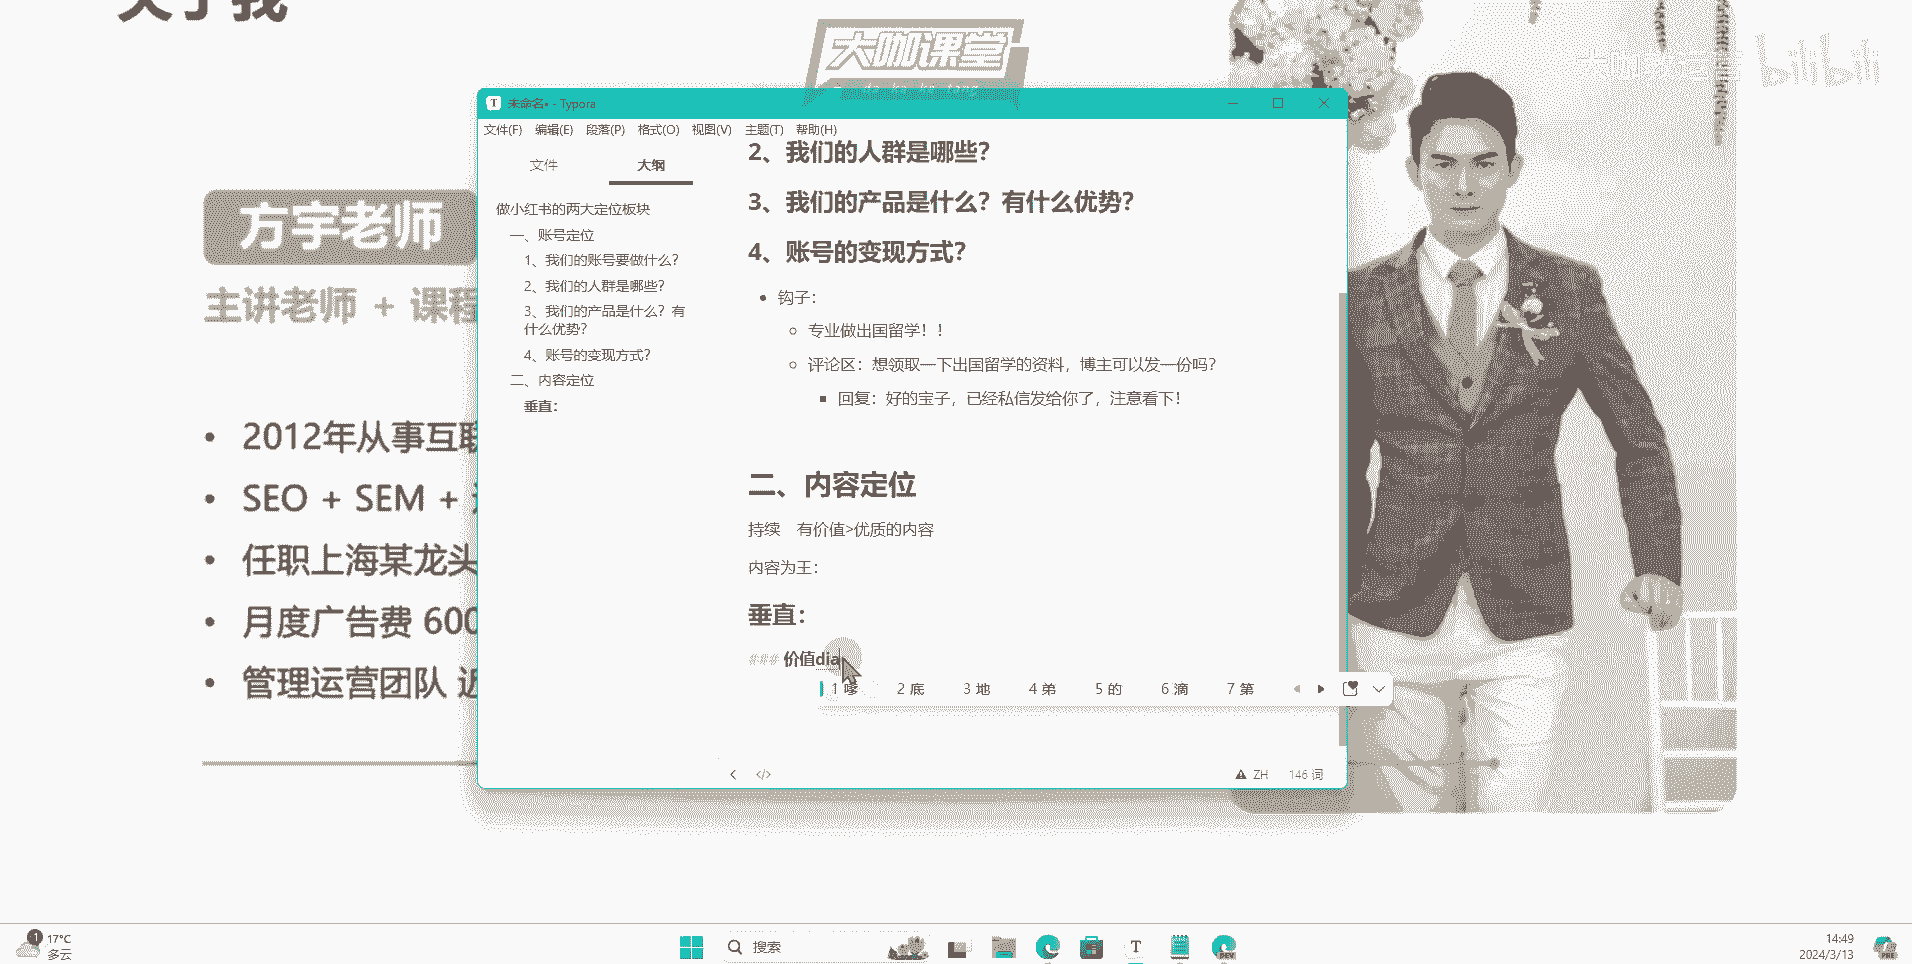 关于我
大咖课堂
bilibili
方宇老师
主讲老师 + 课程
2012年从事互联
SEO + SEM +
任职上海某龙头
月度广告费 600
管理运营团队 近
未命名• - Typora
文件(F) 编辑(E) 段落(P) 格式(O) 视图(V) 主题(T) 帮助(H)
文件 大纲
做小红书的两大定位板块
一、账号定位
1、我们的账号要做什么？
2、我们的人群是哪些？
3、我们的产品是什么？有
什么优势？
4、账号的变现方式？
二、内容定位
垂直：
2、我们的人群是哪些？
3、我们的产品是什么？有什么优势？
4、账号的变现方式？
钩子：
专业做出国留学！！
评论区：想领取一下出国留学的资料，博主可以发一份吗？
回复：好的宝子，已经私信发给你了，注意看下！
二、内容定位
持续 有价值>优质的内容
内容为王：
垂直：
### 价值dia
1 嗲 2 底 3 地 4 弟 5 的 6 滴 7 第
</> ZH 146 词
1 17°C
多云
搜索
DEV
14:49
2024/3/13
PRE